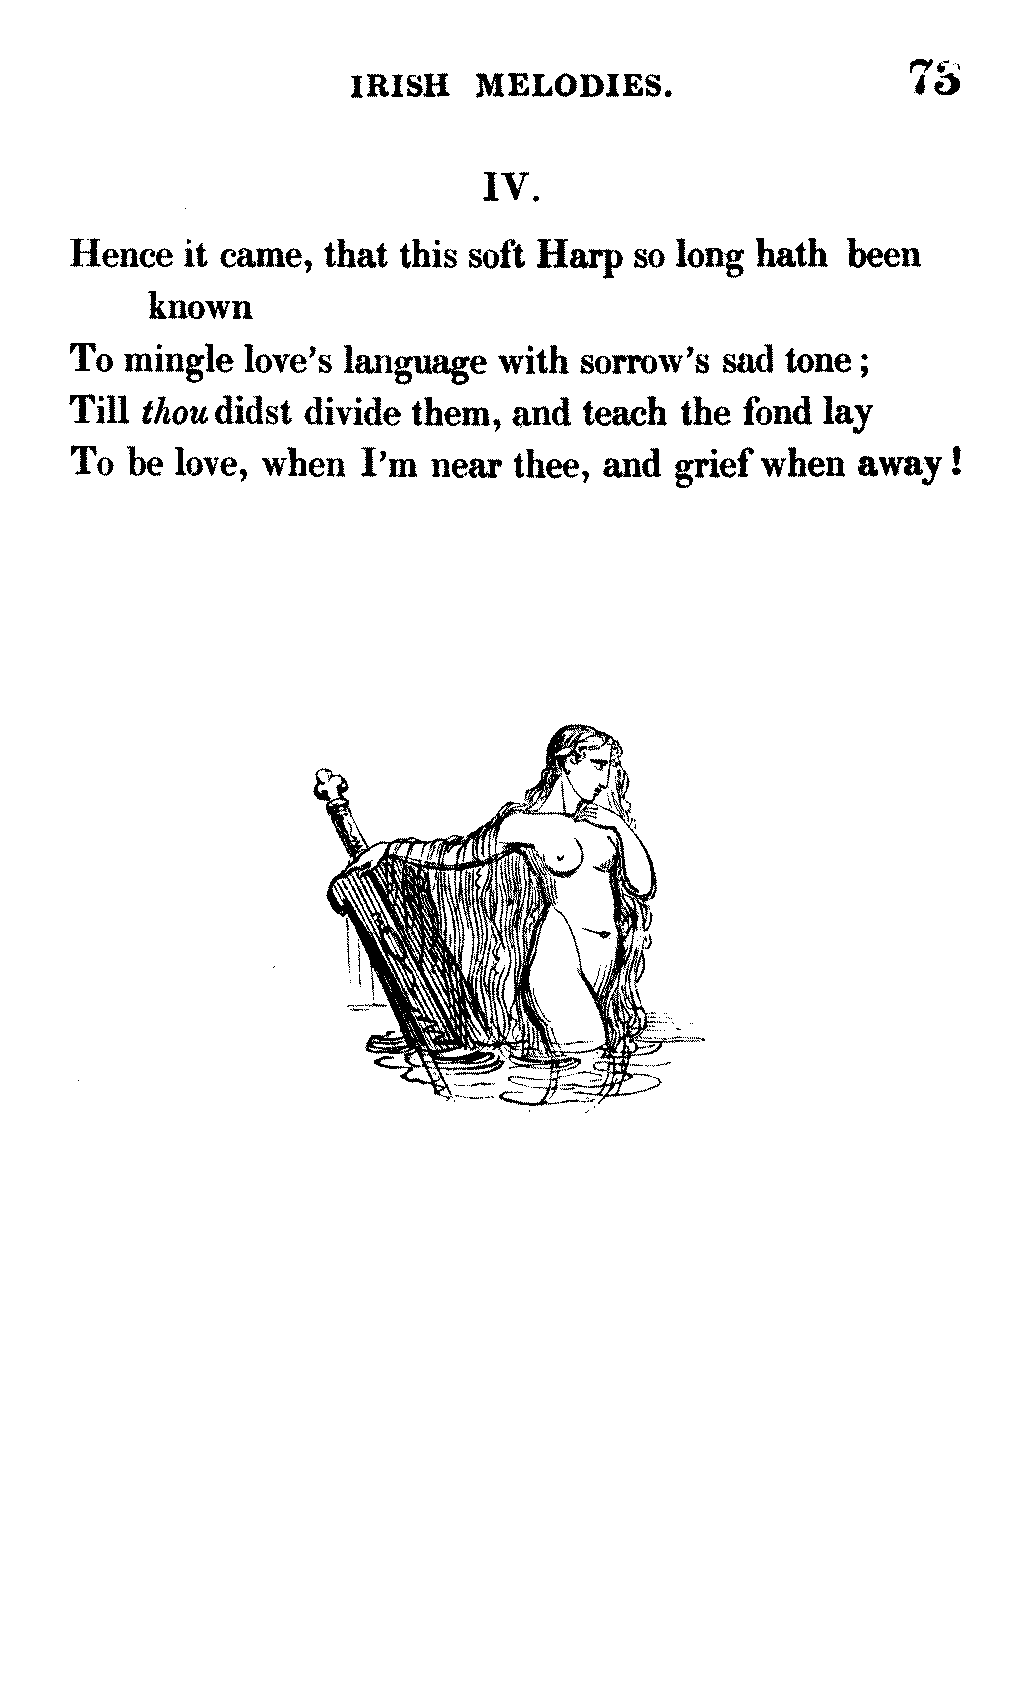 IRISH MELODIES. 73
IV.
Hence it came, that this soft Harp so long hath been
known
To mingle love's language with sorrow's sad tone;
Till thou didst divide them, and teach the fond lay
To be love, when I'm near thee, and grief when away!